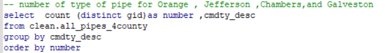 -- number of type of pipe for Orange , Jefferson ,Chambers,and Galveston
select  count (distinct gid)as number ,cmdty_desc
from clean.all_pipes_4county
group by cmdty_desc
order by number